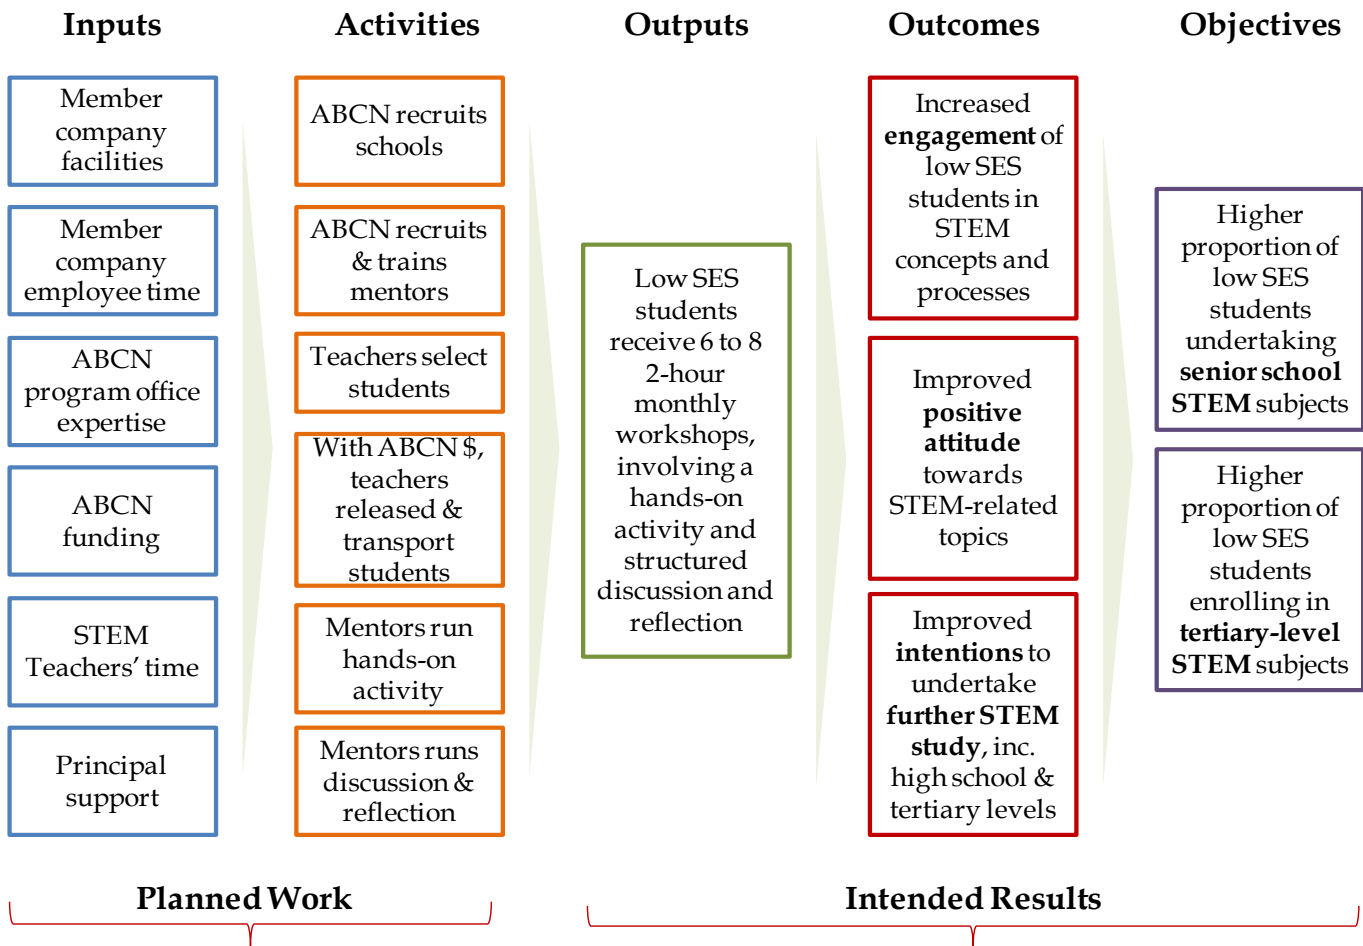 Inputs
Activities
Outputs
Outcomes
Objectives
Member
company
facilities
Member
company
employee time
ABCN
program office
expertise
ABCN
funding
STEM
Teachers’ time
Principal
support
ABCN recruits
schools
ABCN recruits
& trains
mentors
Teachers select
students
With ABCN $,
teachers
released &
transport
students
Mentors run
hands-on
activity
Mentors runs
discussion &
reflection
Low SES
students
receive 6 to 8
2-hour
monthly
workshops,
involving a
hands-on
activity and
structured
discussion and
reflection
Increased
engagement of
low SES
students in
STEM
concepts and
processes
Improved
positive
attitude
towards
STEM-related
topics
Improved
intentions to
undertake
further STEM
study, inc.
high school &
tertiary levels
Higher
proportion of
low SES
students
undertaking
senior school
STEM subjects
Higher
proportion of
low SES
students
enrolling in
tertiary-level
STEM subjects
Planned Work
Intended Results